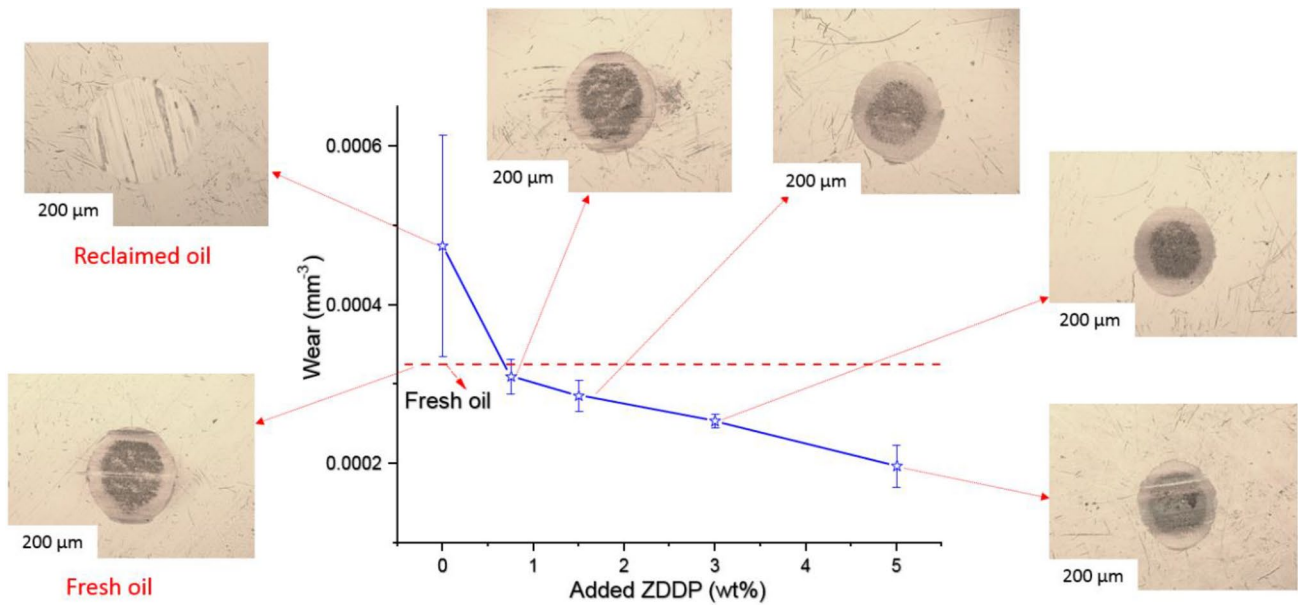 200 µm
Reclaimed oil
200 µm
200 µm
200 µm
200 µm
200 µm
Fresh oil
Wear (mm⁻³)
0.0006
0.0004
0.0002
Fresh oil
0 1 2 3 4 5
Added ZDDP (wt%)